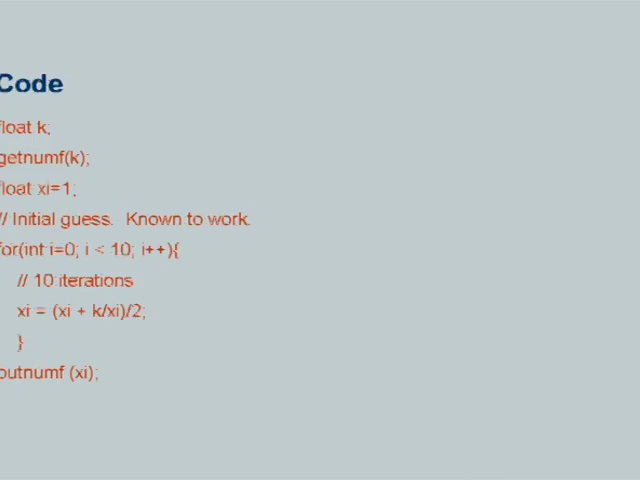 Code
float k;
getnumf(k);
float xi=1;
// Initial guess. Known to work.
for(int i=0; i < 10; i++){
// 10 iterations
xi = (xi + k/xi)/2;
}
outnumf (xi);